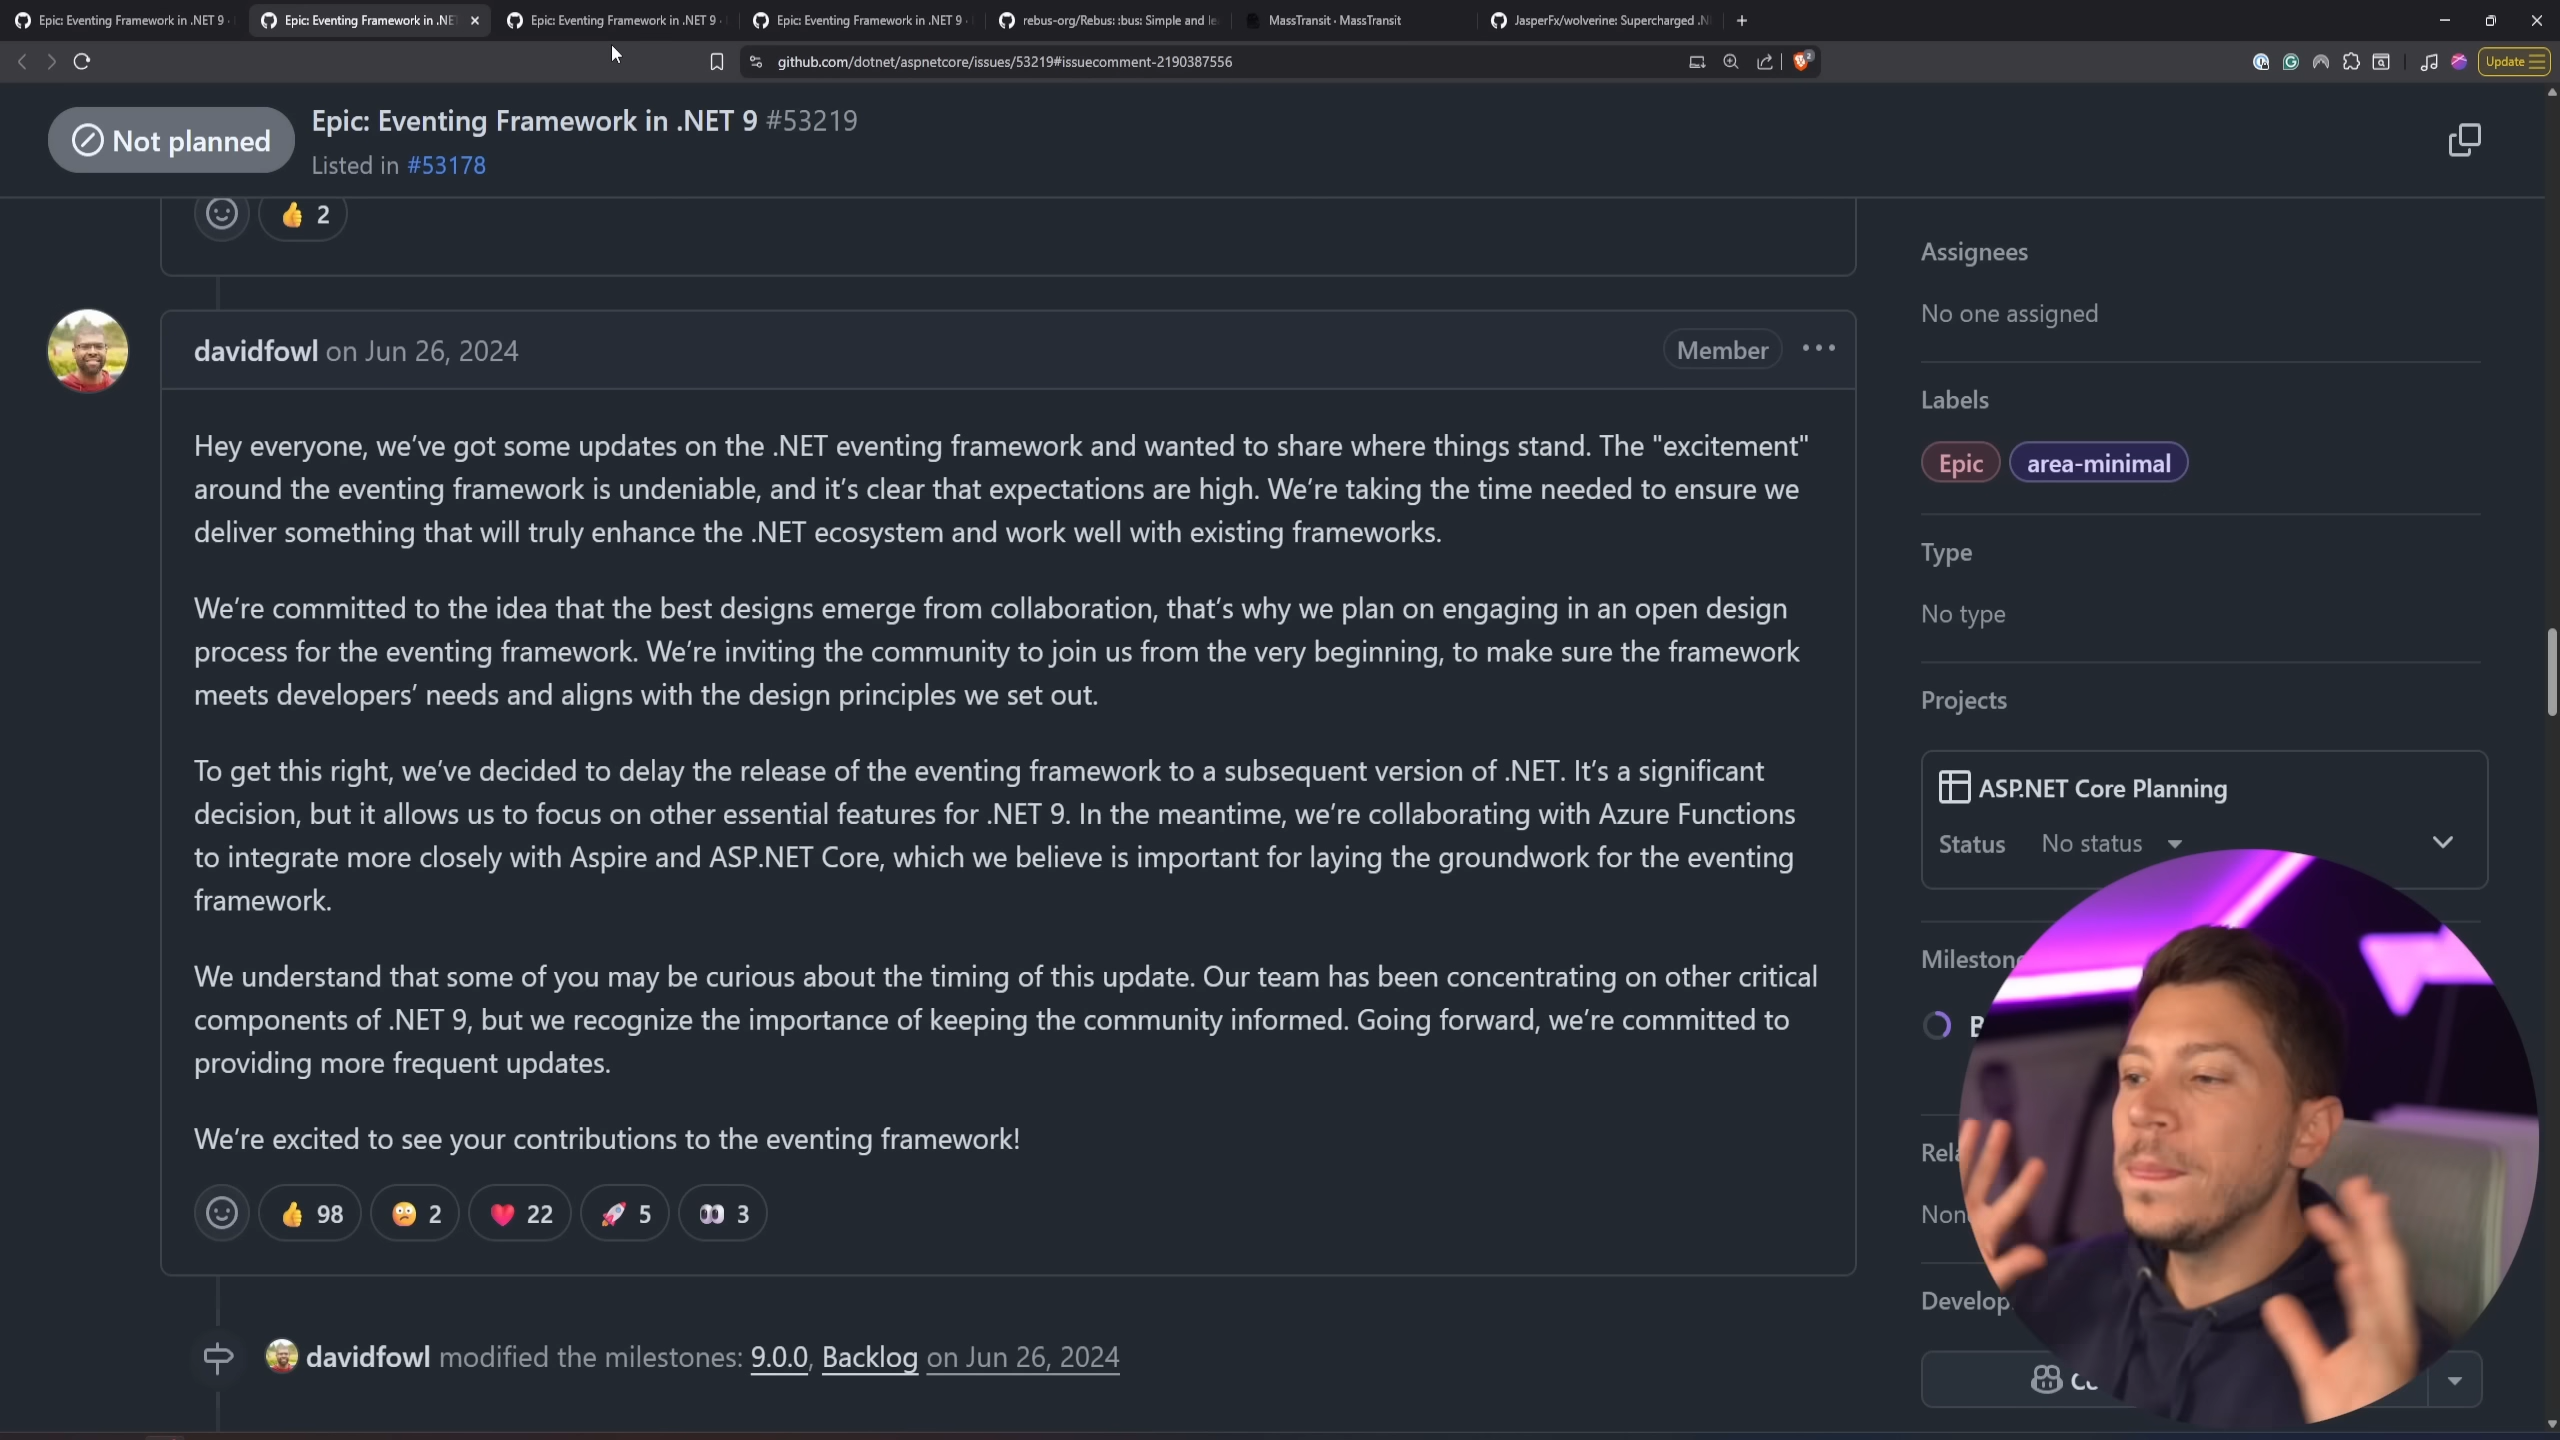 Epic: Eventing Framework in .NET 9 ·
Epic: Eventing Framework in .NE
Epic: Eventing Framework in .NET 9 ·
Epic: Eventing Framework in .NET 9 ·
rebus-org/Rebus: :bus: Simple and le
MassTransit · MassTransit
JasperFx/wolverine: Supercharged .N
github.com/dotnet/aspnetcore/issues/53219#issuecomment-2190387556
2
Update
Not planned
Epic: Eventing Framework in .NET 9 #53219
Listed in #53178
2
davidfowl on Jun 26, 2024
Member
Hey everyone, we’ve got some updates on the .NET eventing framework and wanted to share where things stand. The "excitement"
around the eventing framework is undeniable, and it’s clear that expectations are high. We’re taking the time needed to ensure we
deliver something that will truly enhance the .NET ecosystem and work well with existing frameworks.
We’re committed to the idea that the best designs emerge from collaboration, that’s why we plan on engaging in an open design
process for the eventing framework. We’re inviting the community to join us from the very beginning, to make sure the framework
meets developers’ needs and aligns with the design principles we set out.
To get this right, we’ve decided to delay the release of the eventing framework to a subsequent version of .NET. It’s a significant
decision, but it allows us to focus on other essential features for .NET 9. In the meantime, we’re collaborating with Azure Functions
to integrate more closely with Aspire and ASP.NET Core, which we believe is important for laying the groundwork for the eventing
framework.
We understand that some of you may be curious about the timing of this update. Our team has been concentrating on other critical
components of .NET 9, but we recognize the importance of keeping the community informed. Going forward, we’re committed to
providing more frequent updates.
We’re excited to see your contributions to the eventing framework!
98
2
22
5
3
davidfowl modified the milestones: 9.0.0, Backlog on Jun 26, 2024
Assignees
No one assigned
Labels
Epic
area-minimal
Type
No type
Projects
ASP.NET Core Planning
Status
No status
Milestone
B
Rela
None
Develop